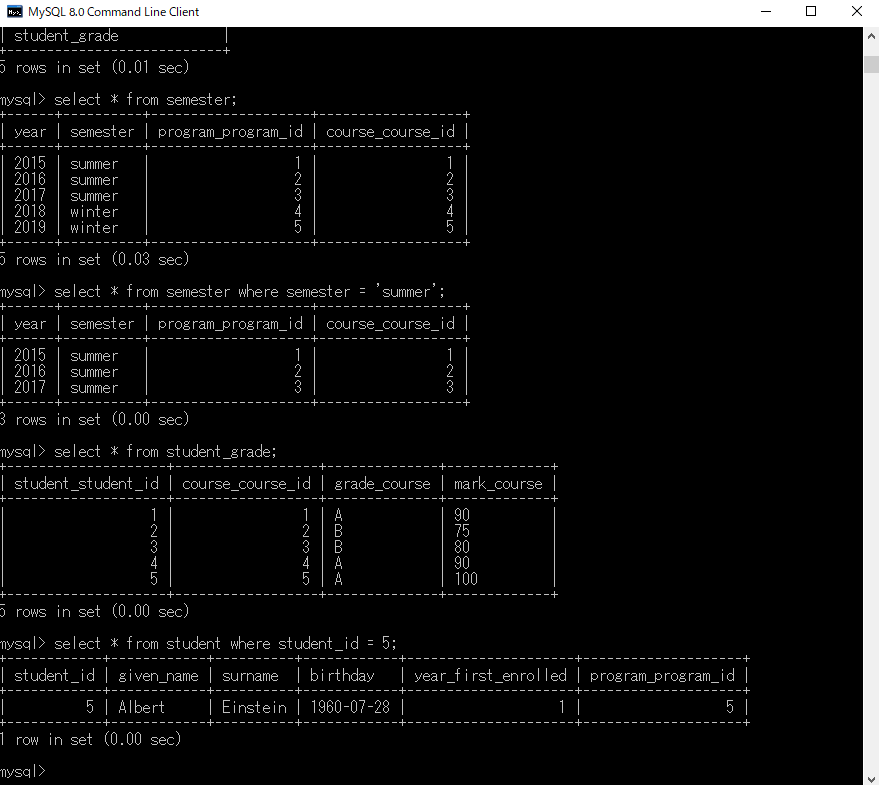 MySQL 8.0 Command Line Client
| student_grade             |
+---------------------------+
5 rows in set (0.01 sec)
mysql> select * from semester;
+------+----------+--------------------+------------------+
| year | semester | program_program_id | course_course_id |
+------+----------+--------------------+------------------+
| 2015 | summer   |                  1 |                1 |
| 2016 | summer   |                  2 |                2 |
| 2017 | summer   |                  3 |                3 |
| 2018 | winter   |                  4 |                4 |
| 2019 | winter   |                  5 |                5 |
+------+----------+--------------------+------------------+
5 rows in set (0.03 sec)
mysql> select * from semester where semester = 'summer';
+------+----------+--------------------+------------------+
| year | semester | program_program_id | course_course_id |
+------+----------+--------------------+------------------+
| 2015 | summer   |                  1 |                1 |
| 2016 | summer   |                  2 |                2 |
| 2017 | summer   |                  3 |                3 |
+------+----------+--------------------+------------------+
3 rows in set (0.00 sec)
mysql> select * from student_grade;
+--------------------+------------------+--------------+-------------+
| student_student_id | course_course_id | grade_course | mark_course |
+--------------------+------------------+--------------+-------------+
|                  1 |                1 | A            | 90          |
|                  2 |                2 | B            | 75          |
|                  3 |                3 | B            | 80          |
|                  4 |                4 | A            | 90          |
|                  5 |                5 | A            | 100         |
+--------------------+------------------+--------------+-------------+
5 rows in set (0.00 sec)
mysql> select * from student where student_id = 5;
+------------+------------+----------+------------+---------------------+--------------------+
| student_id | given_name | surname  | birthday   | year_first_enrolled | program_program_id |
+------------+------------+----------+------------+---------------------+--------------------+
|          5 | Albert     | Einstein | 1960-07-28 |                   1 |                  5 |
+------------+------------+----------+------------+---------------------+--------------------+
1 row in set (0.00 sec)
mysql>